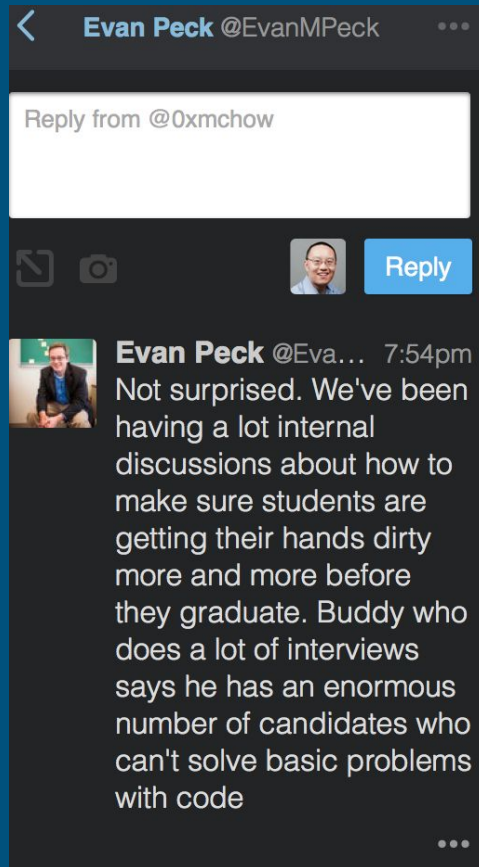 Evan Peck @EvanMPeck
Reply from @0xmchow
Reply
Evan Peck @Eva... 7:54pm
Not surprised. We've been
having a lot internal
discussions about how to
make sure students are
getting their hands dirty
more and more before
they graduate. Buddy who
does a lot of interviews
says he has an enormous
number of candidates who
can't solve basic problems
with code